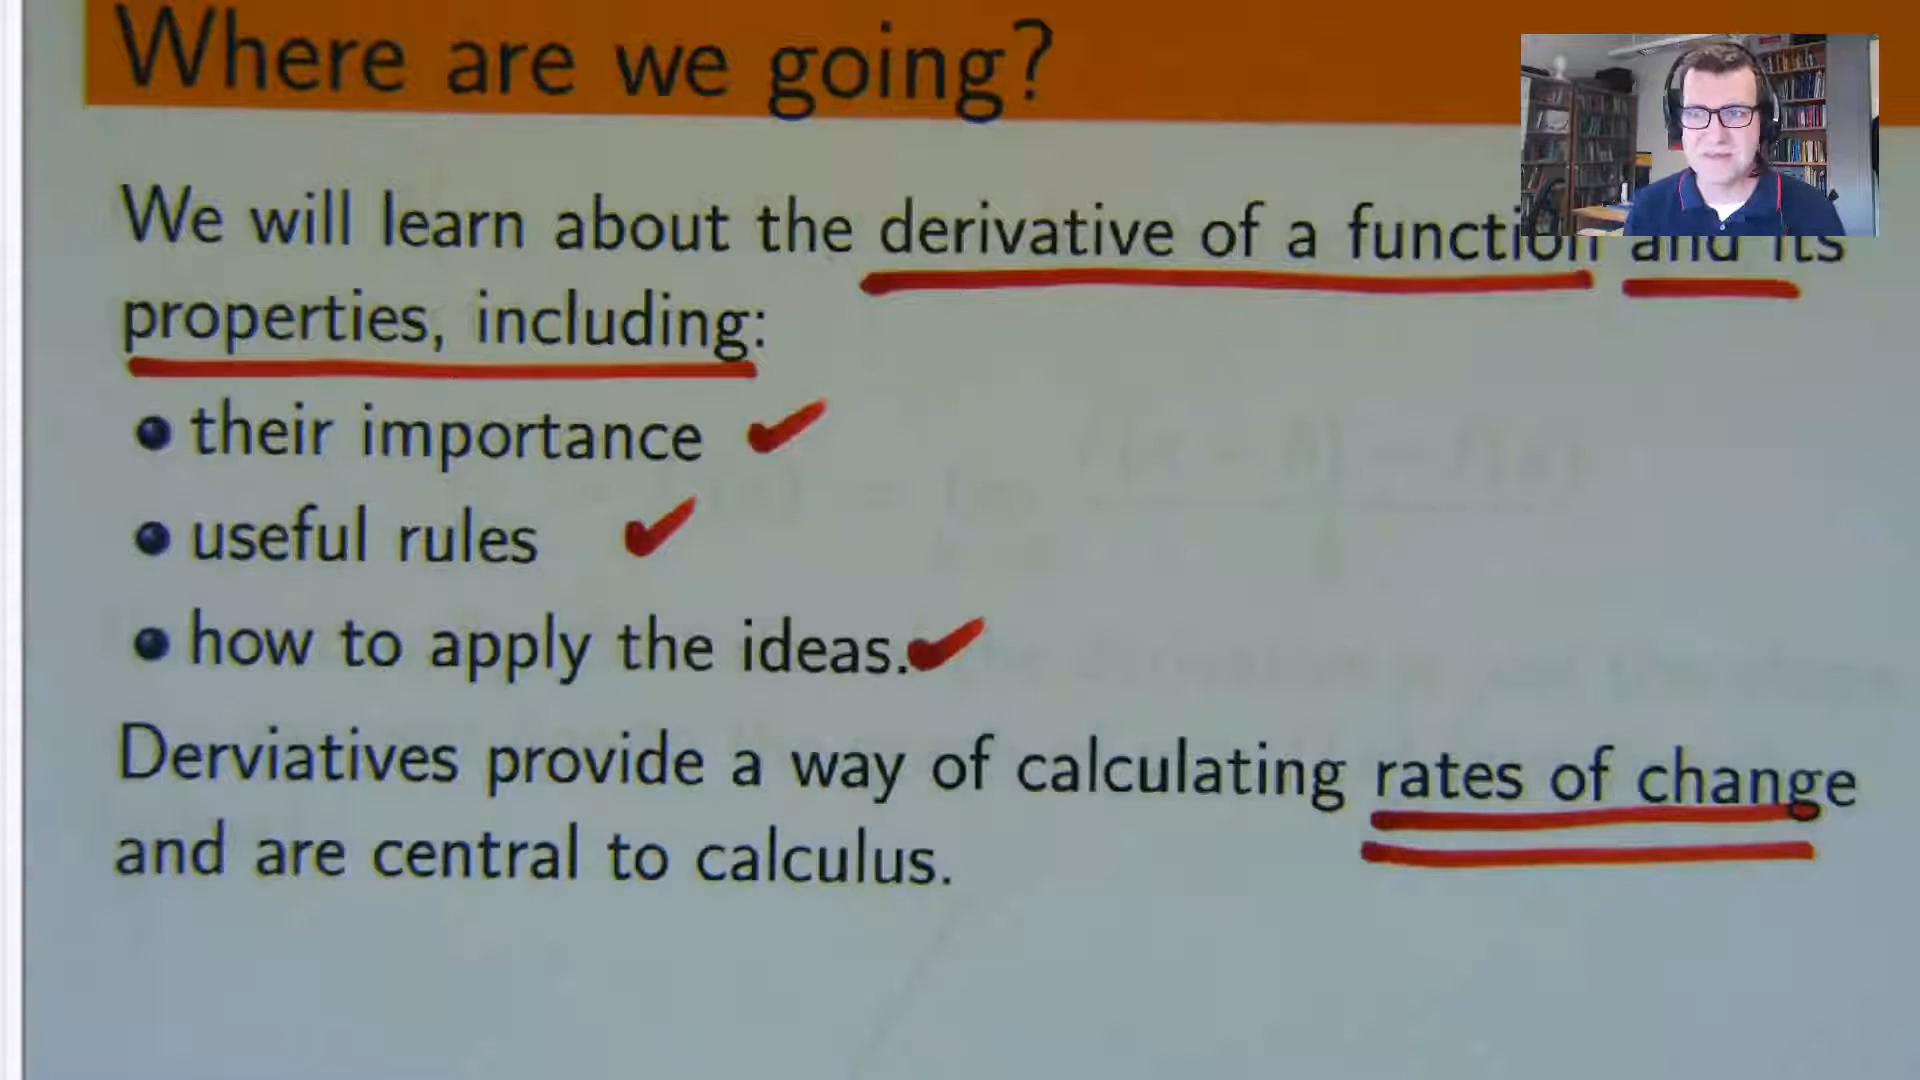 Where are we going?
We will learn about the derivative of a function and its
properties, including:
their importance
useful rules
how to apply the ideas.
Derviatives provide a way of calculating rates of change
and are central to calculus.